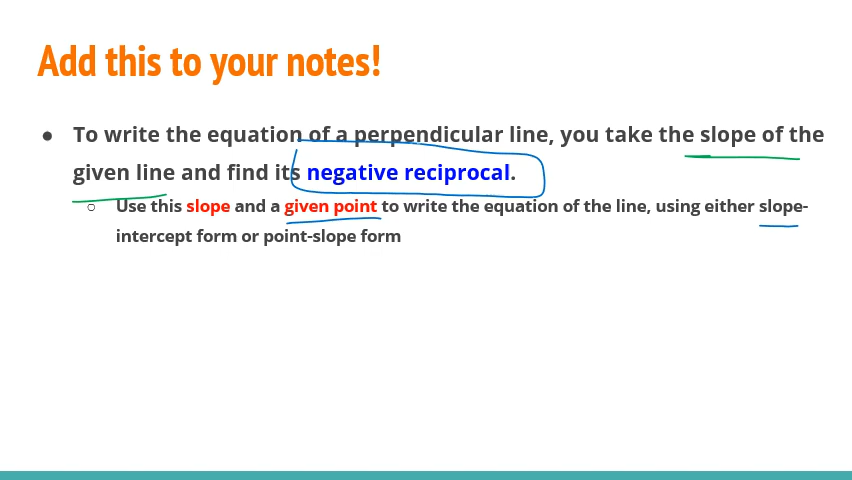 Add this to your notes!
● To write the equation of a perpendicular line, you take the slope of the
given line and find its negative reciprocal.
○ Use this slope and a given point to write the equation of the line, using either slope-
intercept form or point-slope form